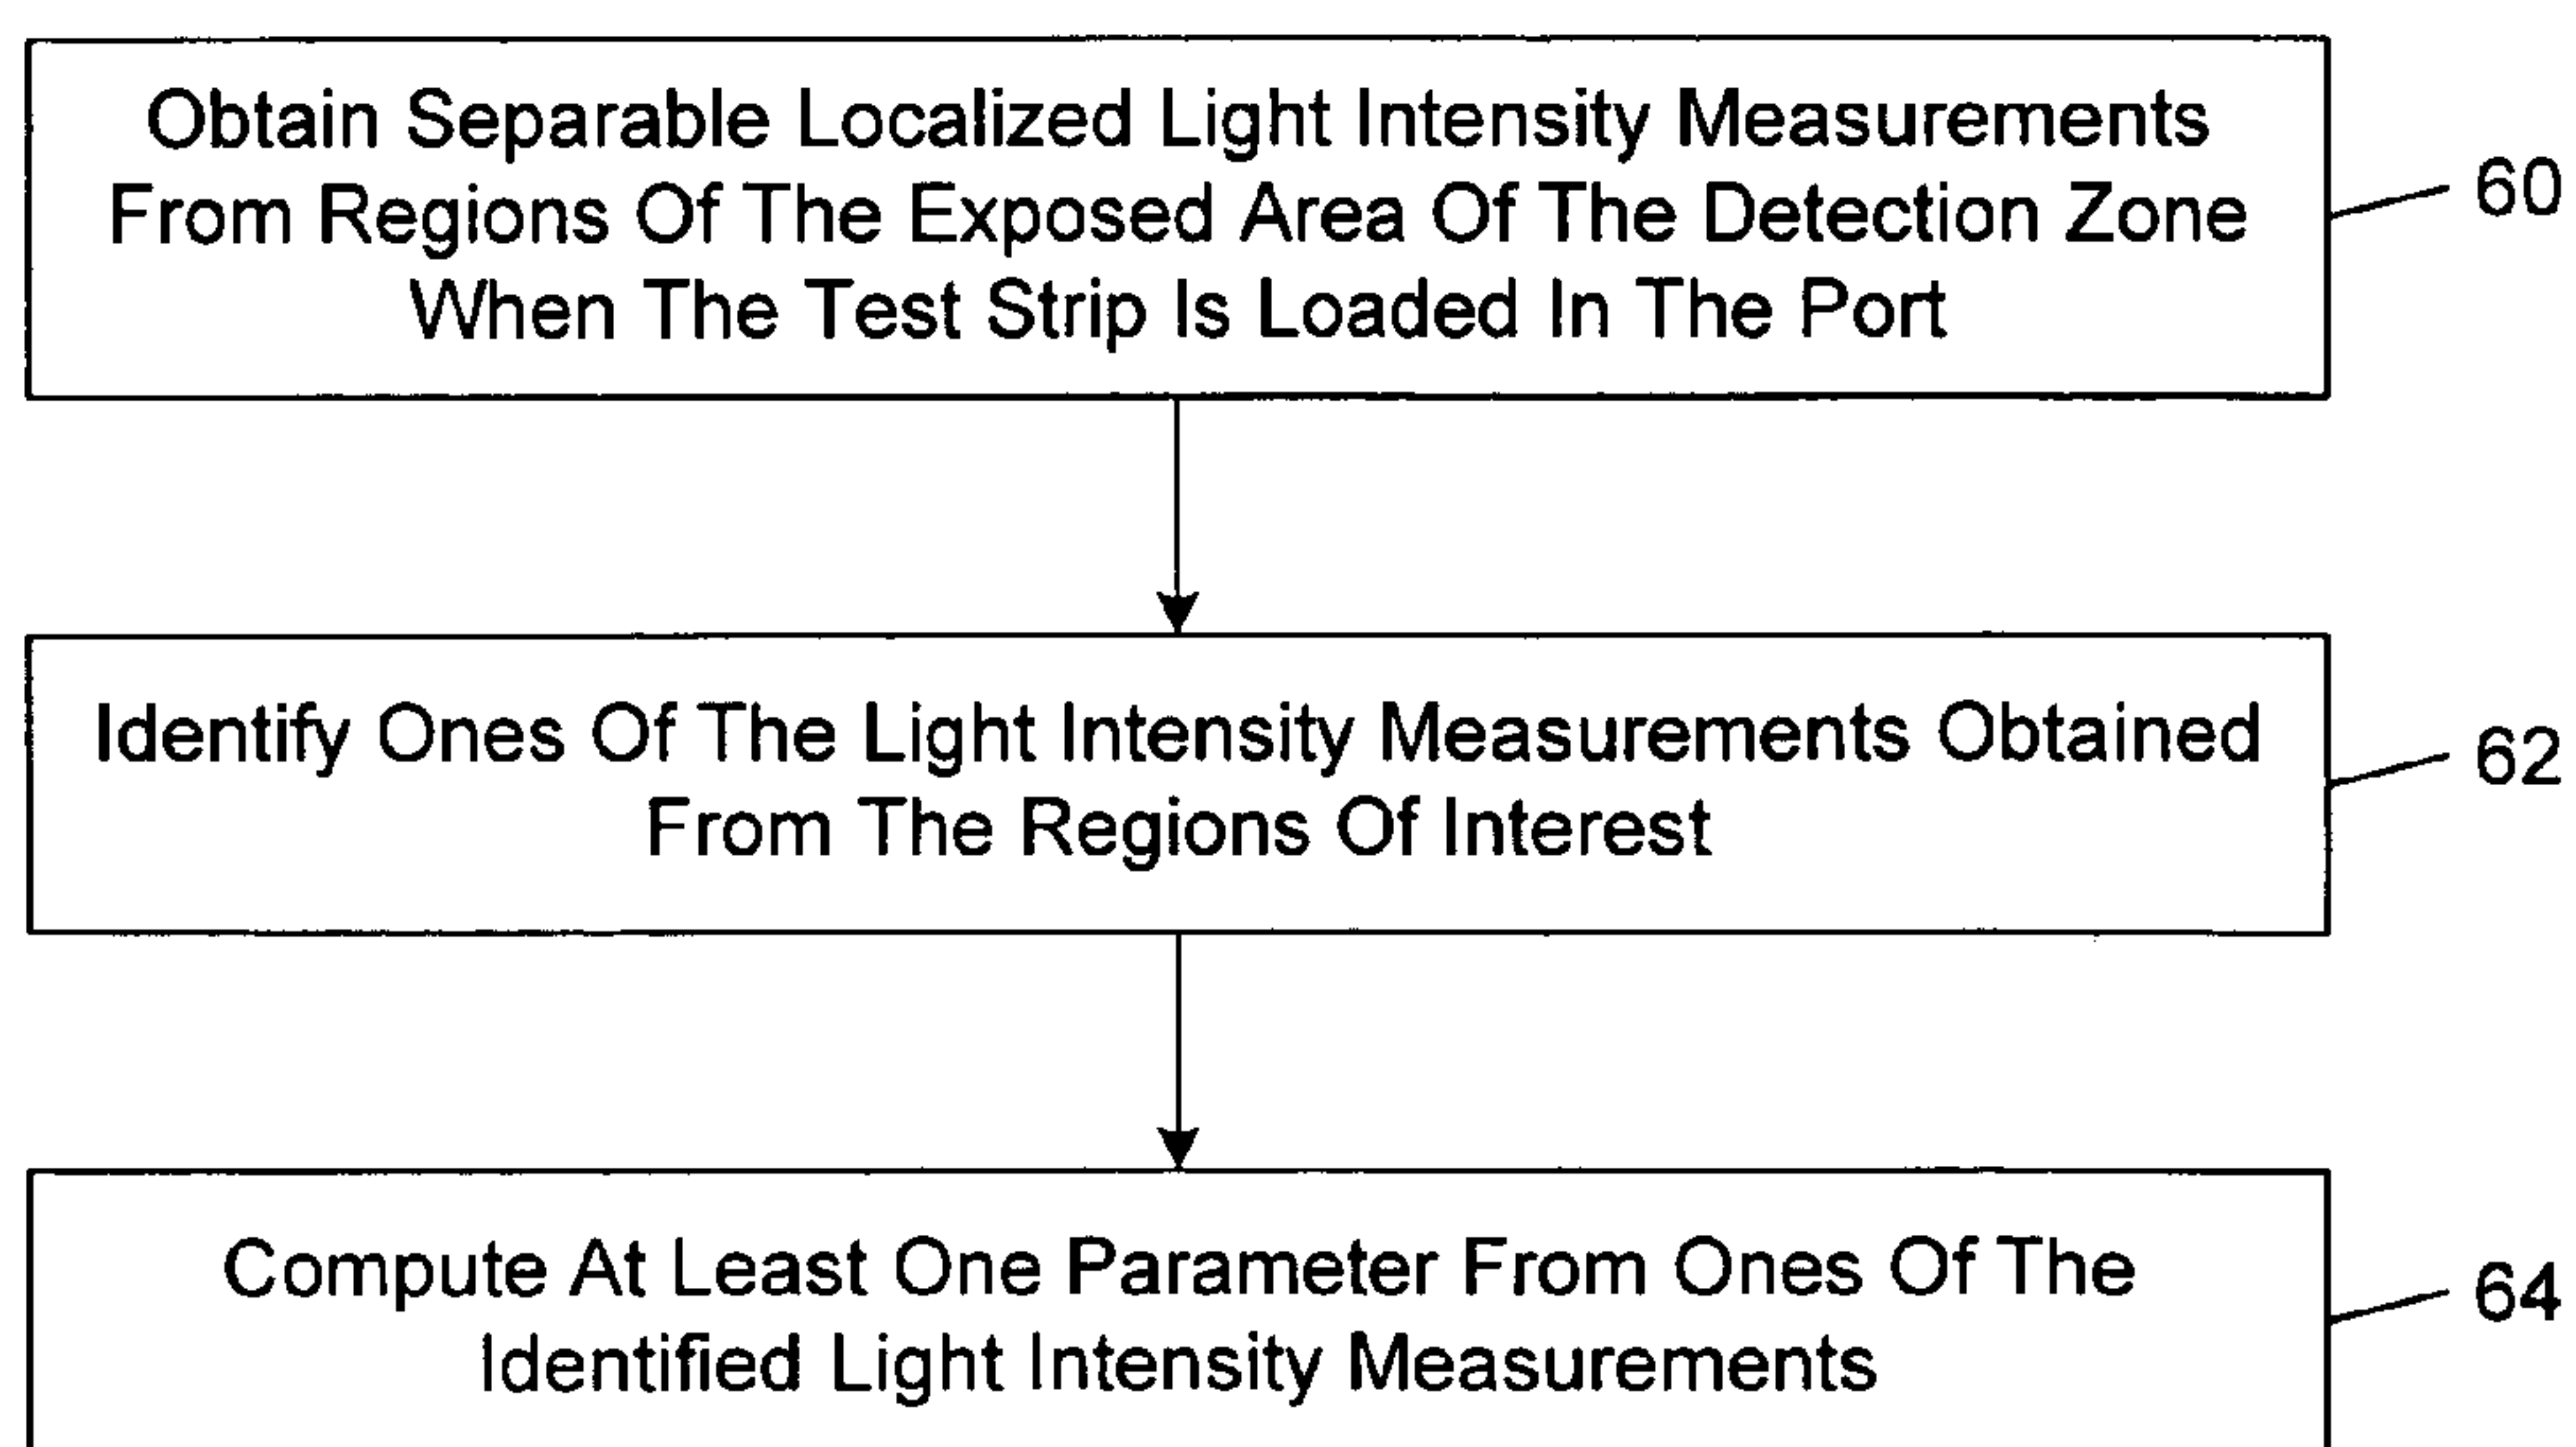 Obtain Separable Localized Light Intensity Measurements
From Regions Of The Exposed Area Of The Detection Zone
When The Test Strip Is Loaded In The Port
60
Identify Ones Of The Light Intensity Measurements Obtained
From The Regions Of Interest
62
Compute At Least One Parameter From Ones Of The
Identified Light Intensity Measurements
64